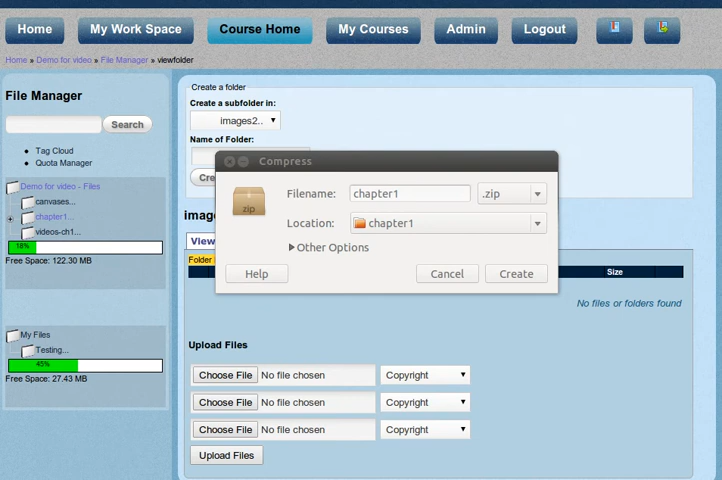 Home
My Work Space
Course Home
My Courses
Admin
Logout
Home » Demo for video » File Manager » viewfolder
File Manager
Search
Tag Cloud
Quota Manager
Demo for video - Files
canvases...
chapter1...
videos-ch1...
18%
Free Space: 122.30 MB
My Files
Testing...
45%
Free Space: 27.43 MB
Create a folder
Create a subfolder in:
images2..
Name of Folder:
Cre
Compress
zip
Filename: chapter1 .zip
Location: chapter1
Other Options
Help
Cancel
Create
View
Folder
Size
No files or folders found
Upload Files
Choose File No file chosen Copyright
Choose File No file chosen Copyright
Choose File No file chosen Copyright
Upload Files